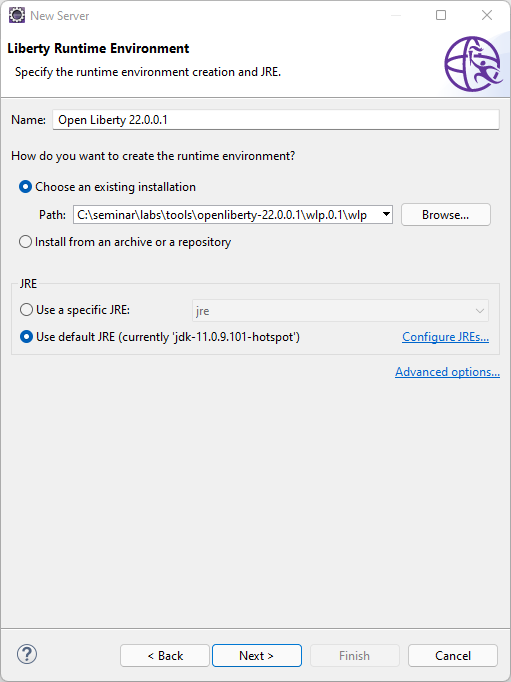 New Server
Liberty Runtime Environment
Specify the runtime environment creation and JRE.
Name: Open Liberty 22.0.0.1
How do you want to create the runtime environment?
Choose an existing installation
Path: C:\seminar\labs\tools\openliberty-22.0.0.1\wlp.0.1\wlp Browse...
Install from an archive or a repository
JRE
Use a specific JRE: jre
Use default JRE (currently 'jdk-11.0.9.101-hotspot') Configure JREs...
Advanced options...
? < Back Next > Finish Cancel